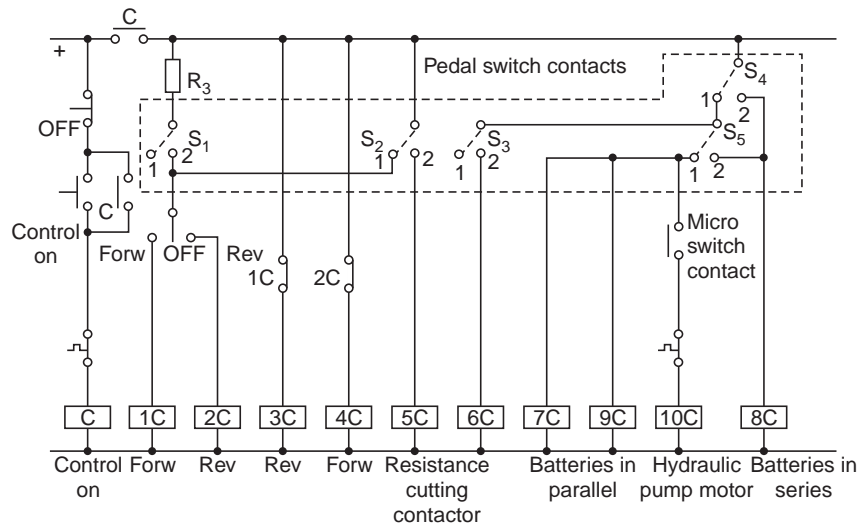 C
+
Pedal switch contacts
S4
R3
1
2
OFF
S1
S2
S3
S5
1 2
1 2
1 2
1 2
C
Control
on
Forw OFF Rev
1C
2C
Micro
switch
contact
C 1C 2C 3C 4C 5C 6C 7C 9C 10C 8C
Control Forw Rev Rev Forw Resistance Batteries in Hydraulic Batteries in
on cutting parallel pump motor series
contactor